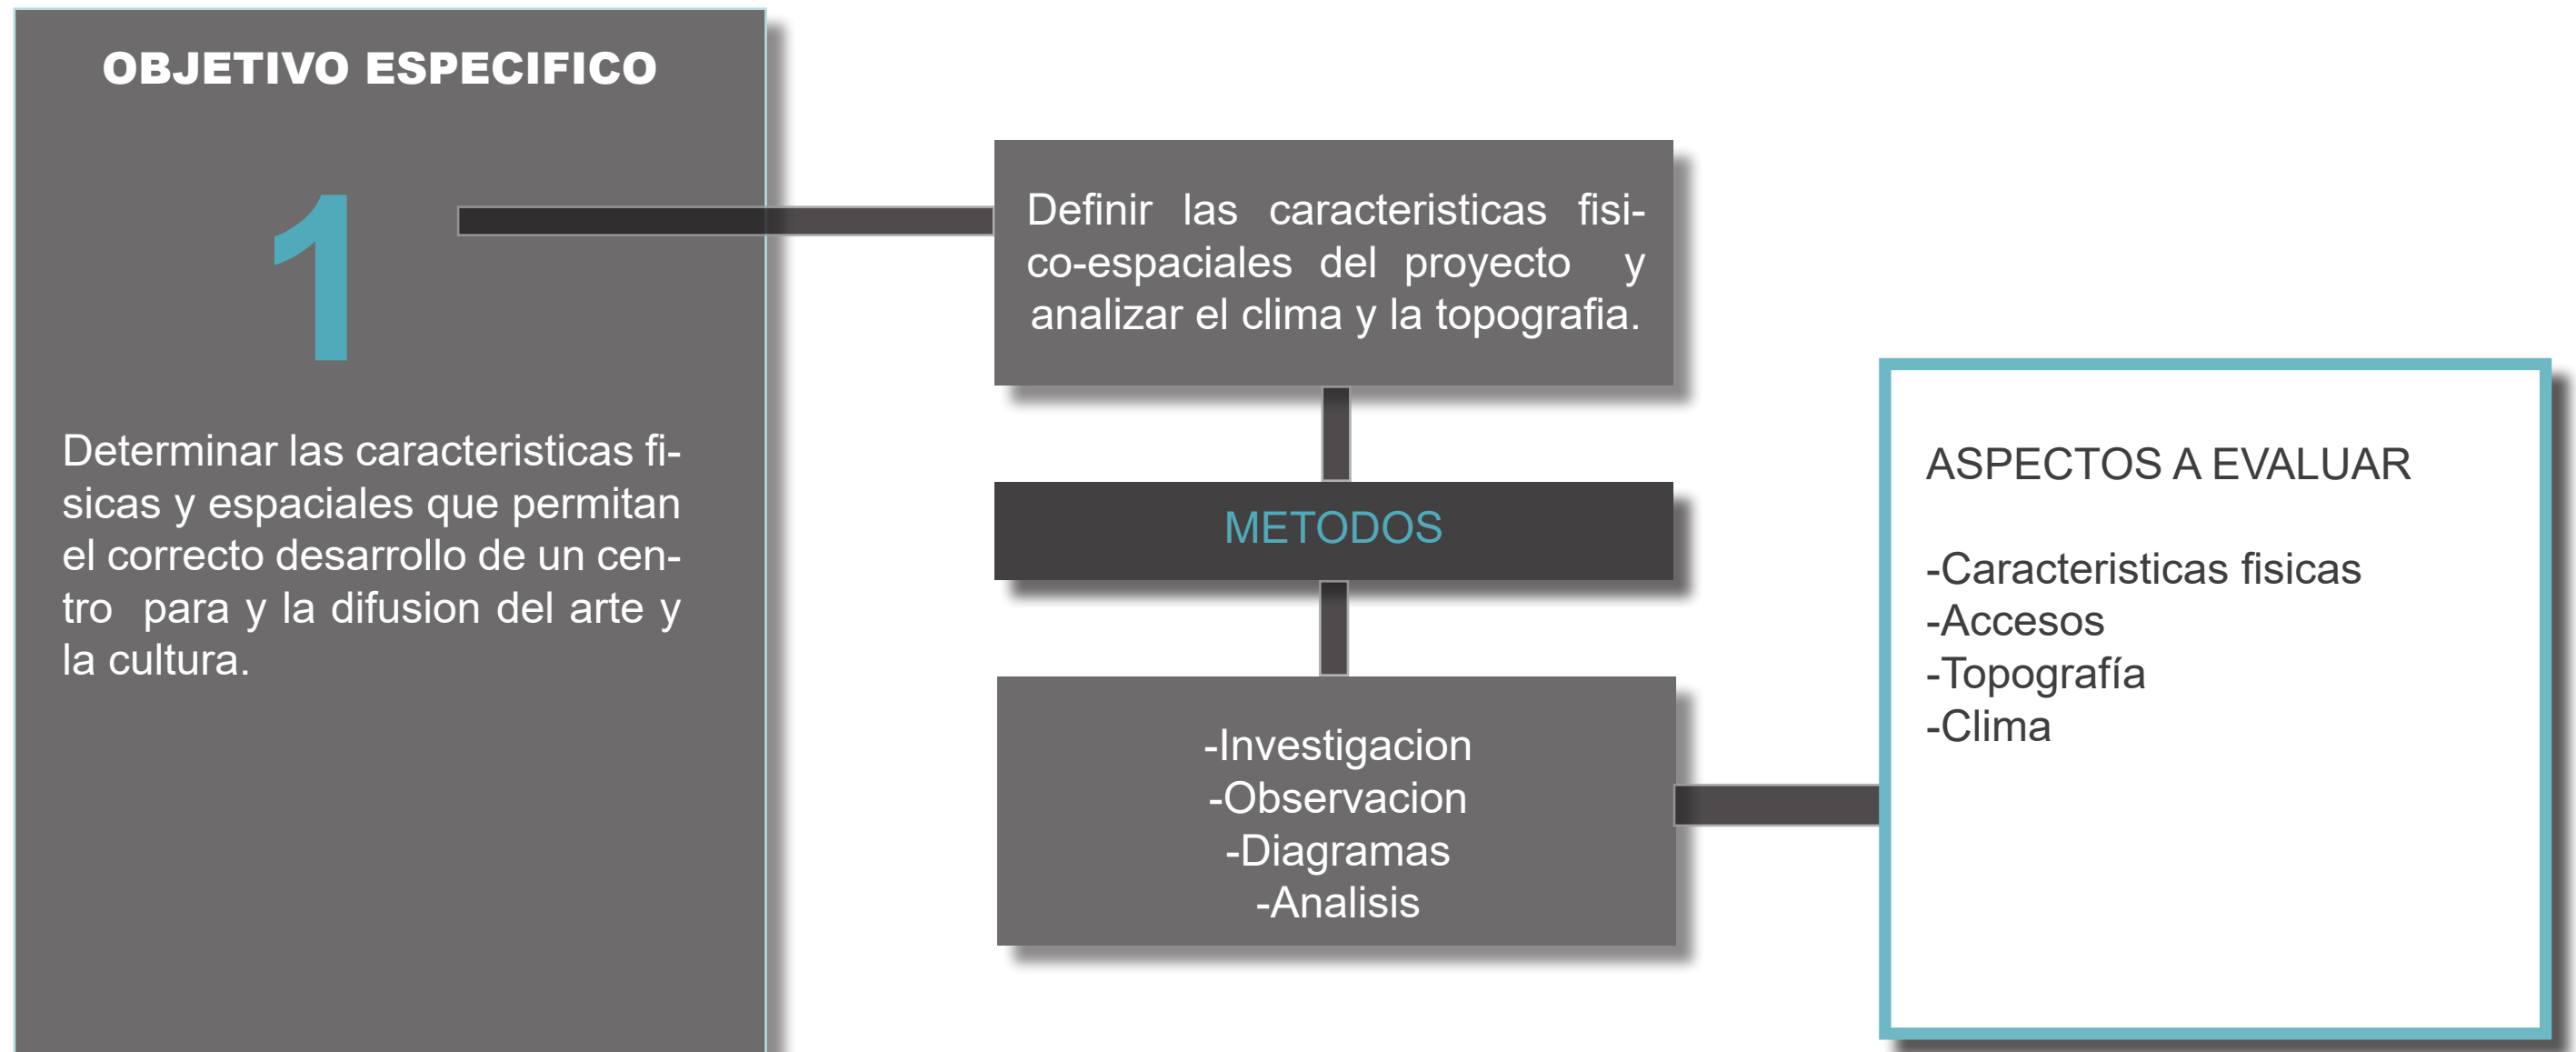 OBJETIVO ESPECIFICO
1
Determinar las caracteristicas fi-
sicas y espaciales que permitan
el correcto desarrollo de un cen-
tro para y la difusion del arte y
la cultura.
Definir las caracteristicas fisi-
co-espaciales del proyecto y
analizar el clima y la topografia.
METODOS
-Investigacion
-Observacion
-Diagramas
-Analisis
ASPECTOS A EVALUAR
-Caracteristicas fisicas
-Accesos
-Topografía
-Clima